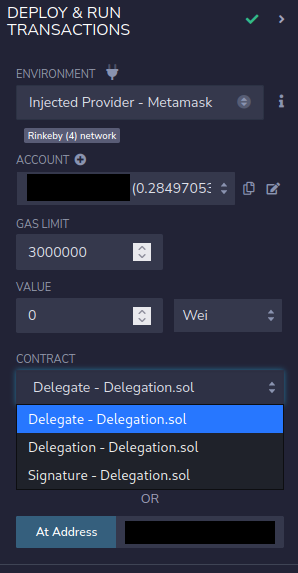 DEPLOY & RUN
TRANSACTIONS
ENVIRONMENT
Injected Provider - Metamask
Rinkeby (4) network
ACCOUNT
(0.28497053
GAS LIMIT
3000000
VALUE
0
Wei
CONTRACT
Delegate - Delegation.sol
Delegate - Delegation.sol
Delegation - Delegation.sol
Signature - Delegation.sol
OR
At Address